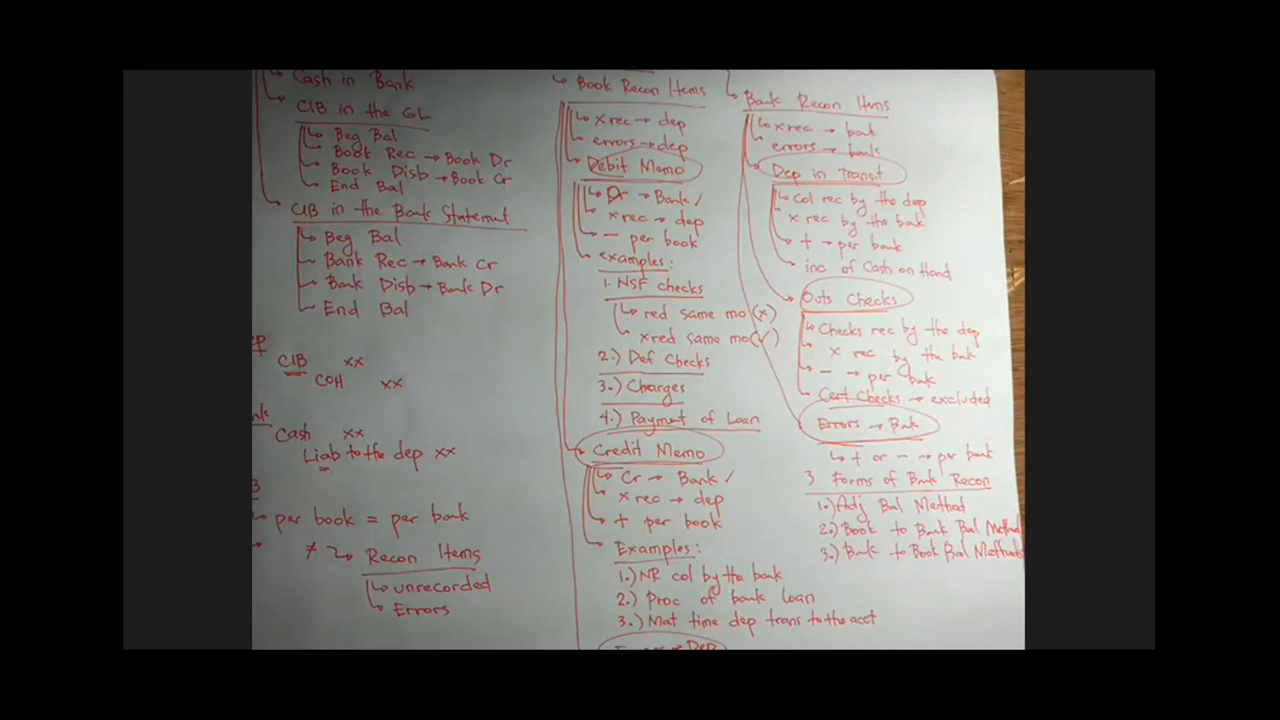 Cash in Bank
CIB in the GL
Beg Bal
Book Rec → Book Dr
Book Disb → Book Cr
End Bal
CIB in the Bank Statement
Beg Bal
Bank Rec → Bank Cr
Bank Disb → Bank Dr
End Bal
CIB xx
COH xx
Cash xx
Liab to the dep xx
per book = per bank
≠ Recon Items
unrecorded
Errors
Book Recon Items
x rec → dep
errors → dep
Debit Memo
Dr → Bank /
x rec → dep
− per book
examples:
1. NSF checks
red same mo (x)
xred same mo (✓)
2.) Def Checks
3.) Charges
4.) Payment of Loan
Credit Memo
Cr → Bank /
x rec → dep
+ per book
Examples:
1.) NR col by the bank
2.) Proc of bank loan
3.) Mat time dep trans to the acct
Bank Recon Items
x rec → bank
errors → bank
Dep in Transit
Col rec by the dep
x rec by the bank
+ → per bank
inc of Cash on Hand
Outs Checks
Checks rec by the dep
x rec by the bank
− → per bank
Cert Checks → excluded
Errors → Bnk
+ or − → per bank
3 Forms of Bank Recon
1.) Adj Bal Method
2.) Book to Bank Bal Method
3.) Bank to Book Bal Methods